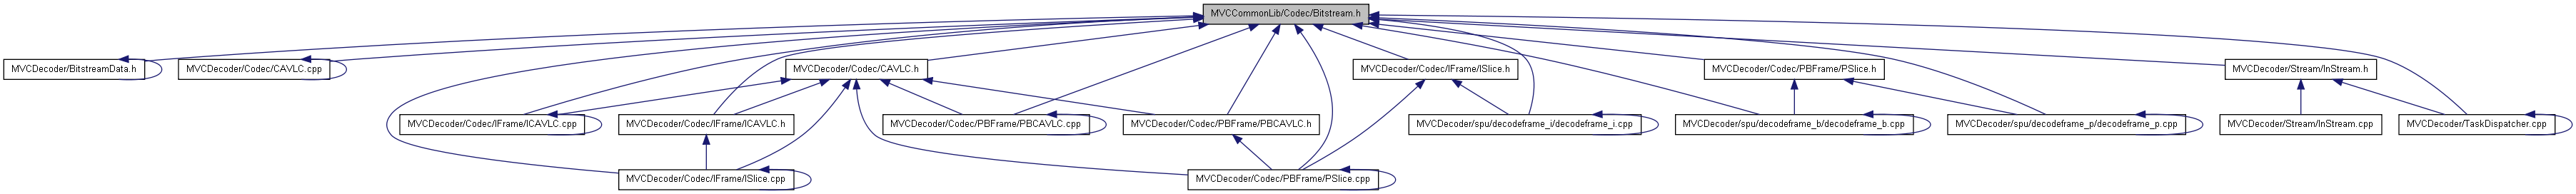 MVCCommonLib/Codec/Bitstream.h
MVCDecoder/BitstreamData.h
MVCDecoder/Codec/CAVLC.cpp
MVCDecoder/Codec/CAVLC.h
MVCDecoder/Codec/IFrame/ISlice.h
MVCDecoder/Codec/PBFrame/PSlice.h
MVCDecoder/Stream/InStream.h
MVCDecoder/Codec/IFrame/ICAVLC.cpp
MVCDecoder/Codec/IFrame/ICAVLC.h
MVCDecoder/Codec/PBFrame/PBCAVLC.cpp
MVCDecoder/Codec/PBFrame/PBCAVLC.h
MVCDecoder/spu/decodeframe_i/decodeframe_i.cpp
MVCDecoder/spu/decodeframe_b/decodeframe_b.cpp
MVCDecoder/spu/decodeframe_p/decodeframe_p.cpp
MVCDecoder/Stream/InStream.cpp
MVCDecoder/TaskDispatcher.cpp
MVCDecoder/Codec/IFrame/ISlice.cpp
MVCDecoder/Codec/PBFrame/PSlice.cpp